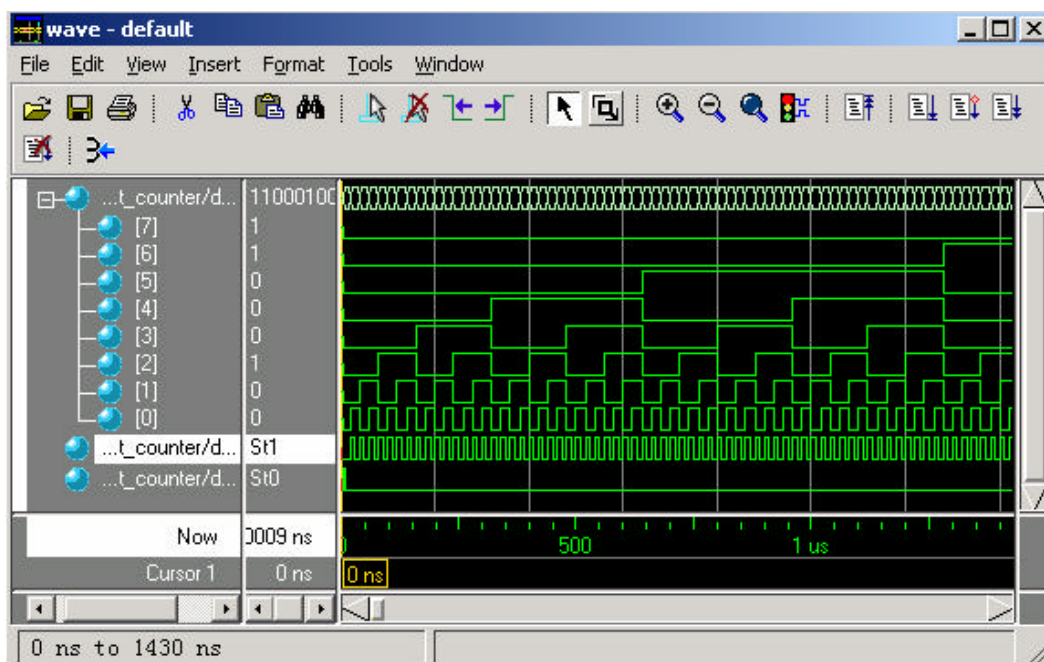 wave - default
File Edit View Insert Format Tools Window
...t_counter/d... 11000100
[7] 1
[6] 1
[5] 0
[4] 0
[3] 0
[2] 1
[1] 0
[0] 0
...t_counter/d... St1
...t_counter/d... St0
Now 0009 ns 500 1 us
Cursor 1 0 ns 0 ns
0 ns to 1430 ns